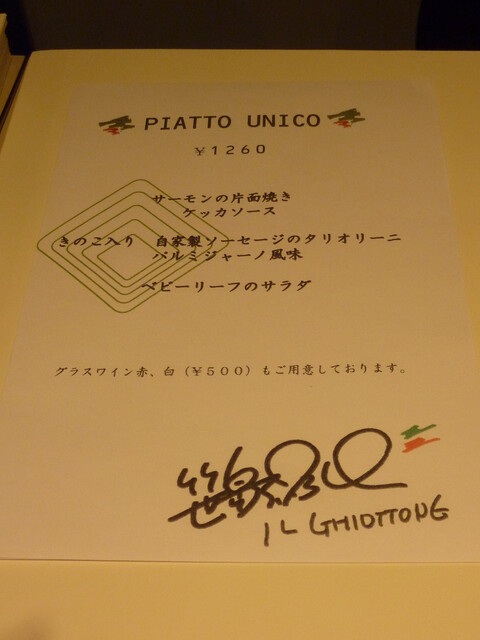 PIATTO UNICO
¥1260
サーモンの片面焼き
ケッカソース
きのこ入り 自家製ソーセージのタリオリーニ
パルミジャーノ風味
ベビーリーフのサラダ
グラスワイン赤、白（¥500）もご用意しております。
IL GHIOTTONE